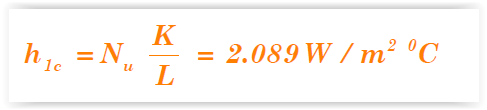 h₁c = Nu K/L = 2.089 W / m² ⁰C